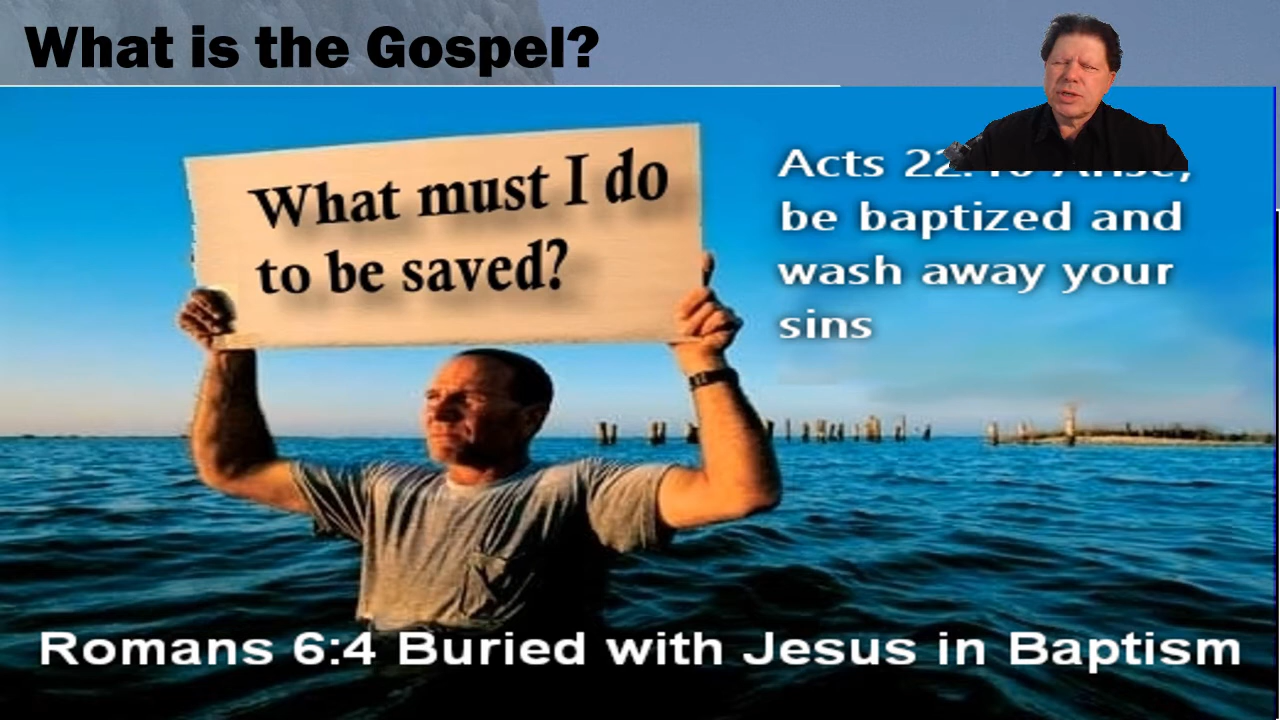 What is the Gospel?
What must I do
to be saved?
Acts
be baptized and
wash away your
sins
Romans 6:4 Buried with Jesus in Baptism